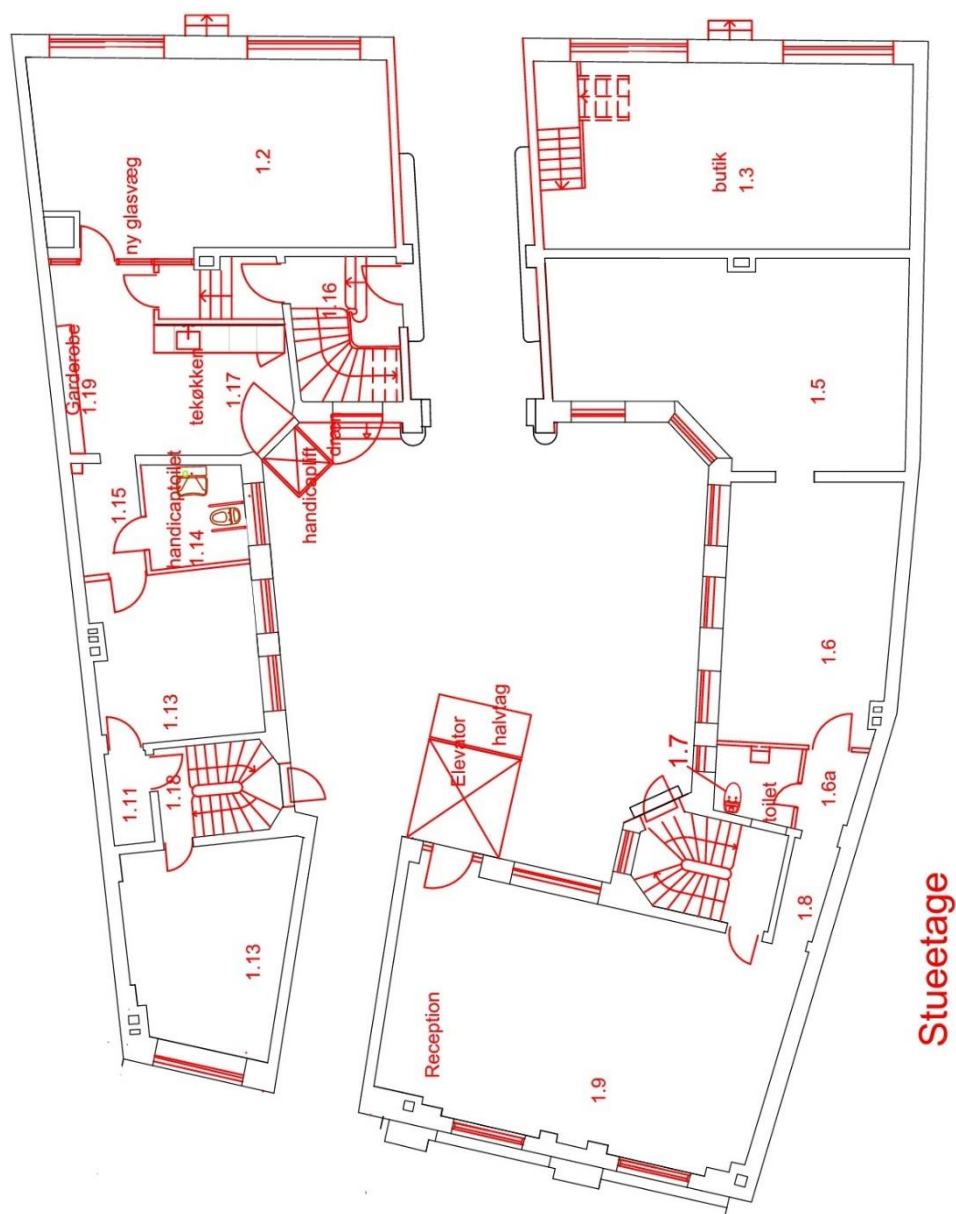 Stueetage
1.2
ny glasvæg
butik
1.3
1.16
Garderobe
1.19
tekøkken
1.17
1.5
dræn
handicaplift
1.15
handicaptoilet
1.14
1.13
1.6
Elevator
halvtag
1.7
toilet
1.6a
1.11
1.18
1.8
1.13
Reception
1.9